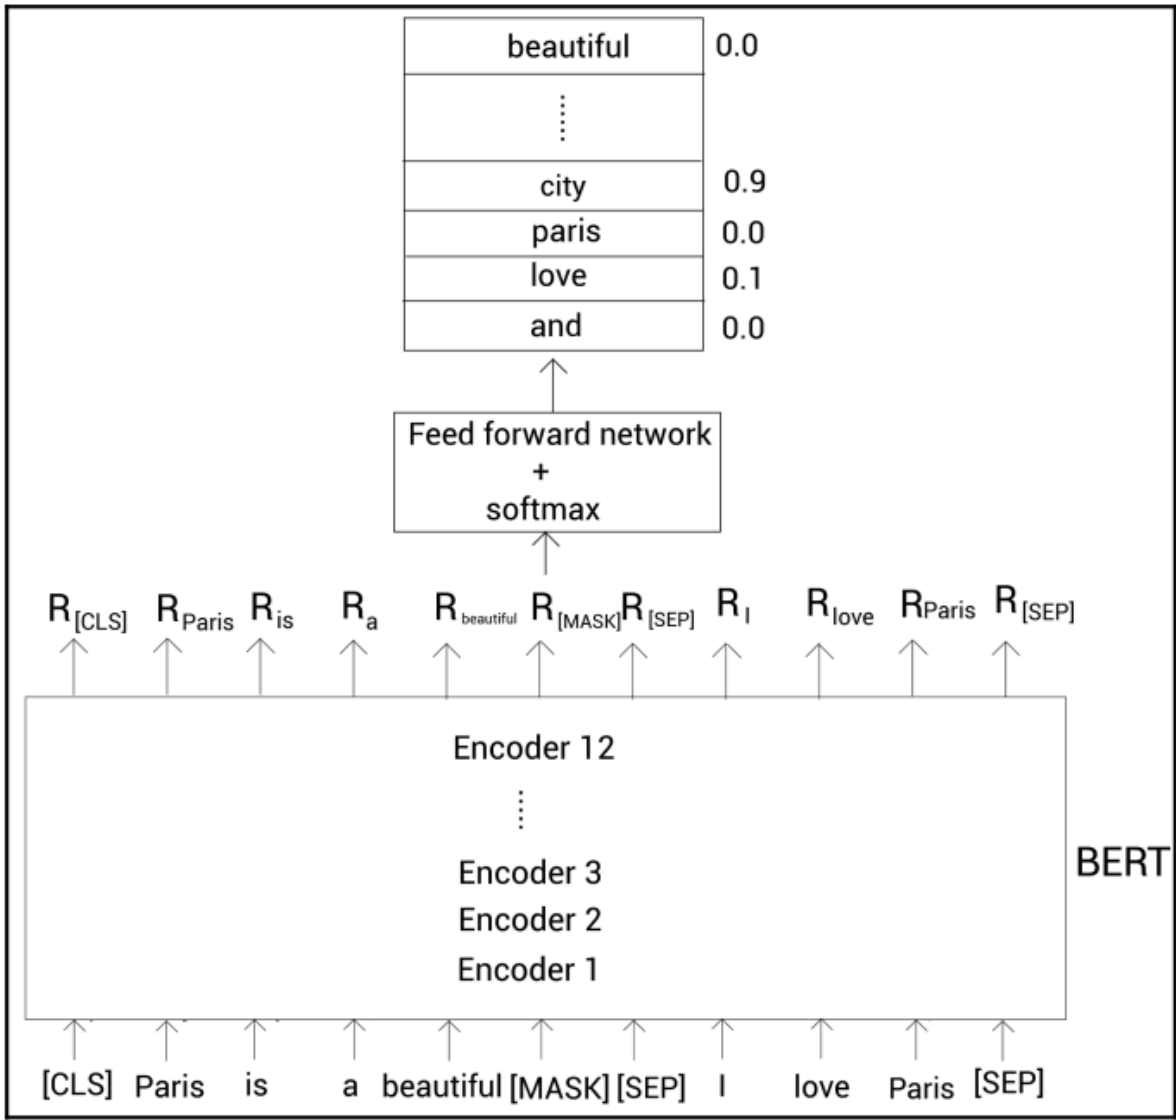 beautiful 0.0
city 0.9
paris 0.0
love 0.1
and 0.0
Feed forward network
+
softmax
R[CLS] RParis Ris Ra Rbeautiful R[MASK] R[SEP] RI Rlove RParis R[SEP]
Encoder 12
Encoder 3
BERT
Encoder 2
Encoder 1
[CLS] Paris is a beautiful [MASK] [SEP] I love Paris [SEP]